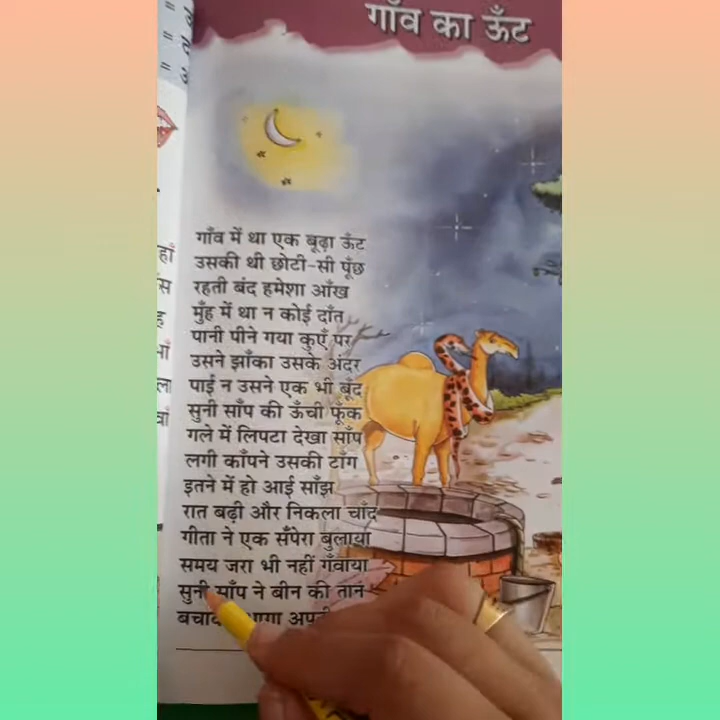 गाँव का ऊँट
गाँव में था एक बूढ़ा ऊँट
उसकी थी छोटी-सी पूँछ
रहती बंद हमेशा आँख
मुँह में था न कोई दाँत
पानी पीने गया कुएँ पर
उसने झाँका उसके अंदर
पाई न उसने एक भी बूँद
सुनी साँप की ऊँची फूँक
गले में लिपटा देखा साँप
लगी काँपने उसकी टाँग
इतने में हो आई साँझ
रात बढ़ी और निकला चाँद
गीता ने एक सँपेरा बुलाया
समय जरा भी नहीं गँवाया
सुनी साँप ने बीन की तान